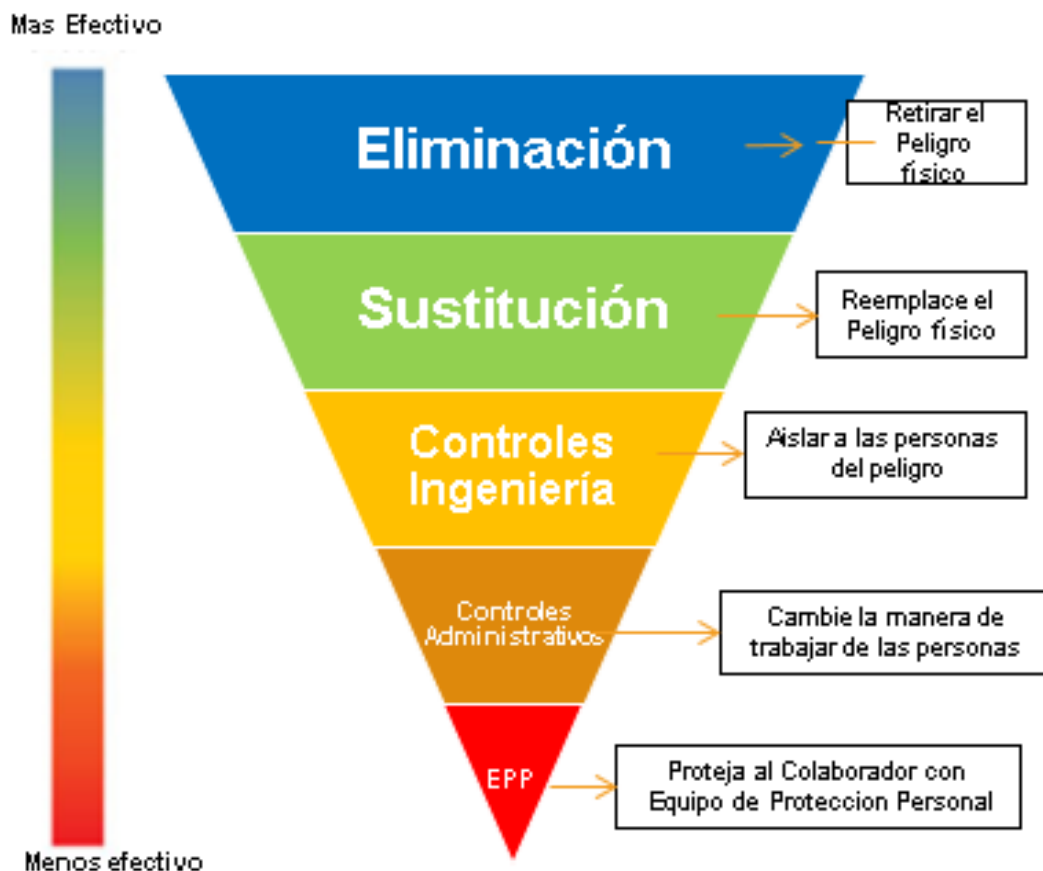 Mas Efectivo
Eliminación
Retirar el
Peligro
físico
Sustitución
Reemplace el
Peligro físico
Controles
Ingeniería
Aislar a las personas
del peligro
Controles
Administrativos
Cambie la manera de
trabajar de las personas
EPP
Proteja al Colaborador con
Equipo de Proteccion Personal
Menos efectivo